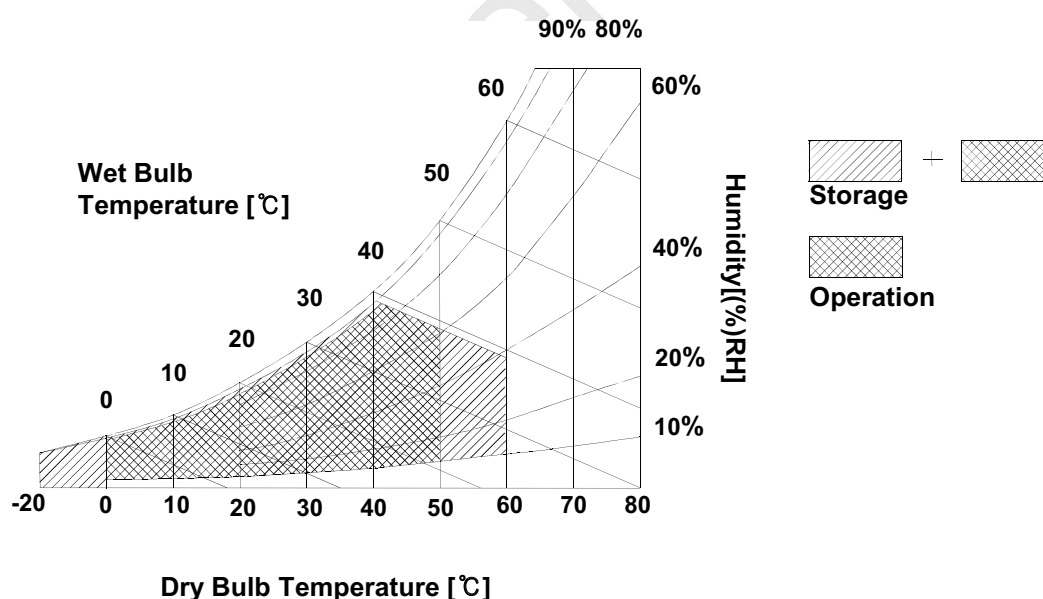 90% 80%
60
60%
50
Wet Bulb
Temperature [℃]
Storage
Humidity[(%)RH]
40
40%
30
Operation
20
20%
10
10%
0
-20 0 10 20 30 40 50 60 70 80
Dry Bulb Temperature [℃]